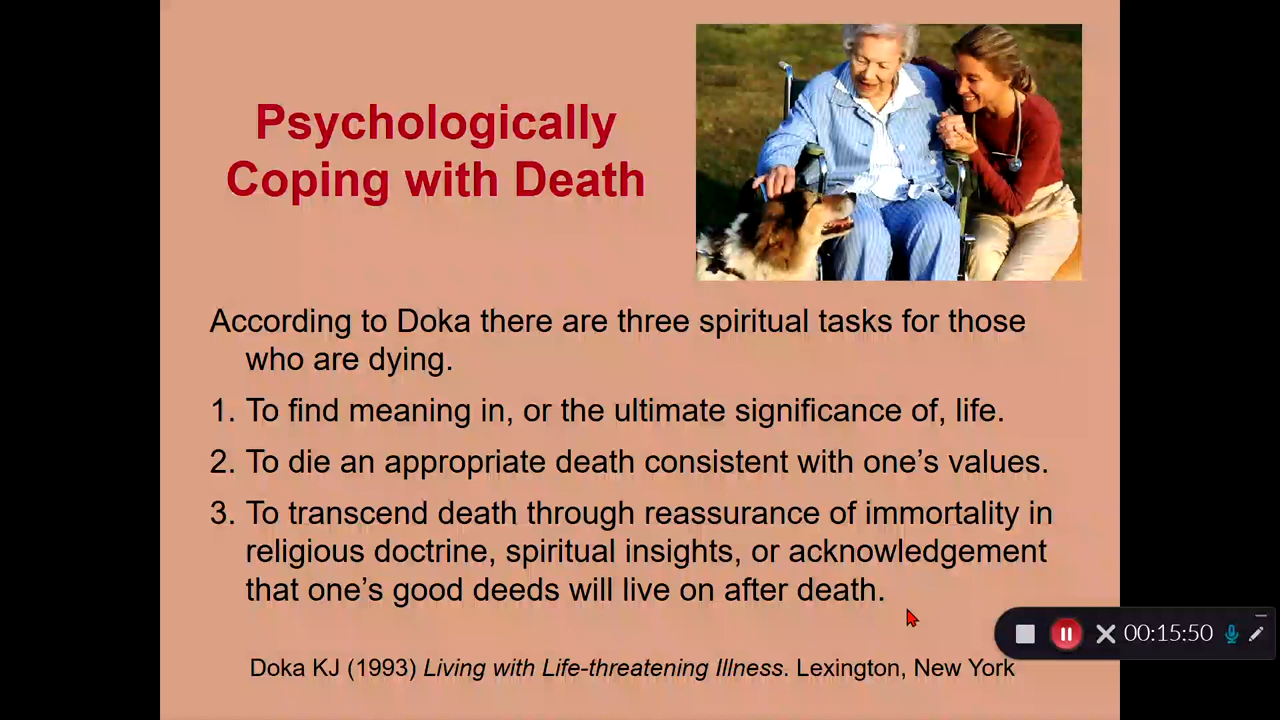 Psychologically
Coping with Death
According to Doka there are three spiritual tasks for those
who are dying.
1. To find meaning in, or the ultimate significance of, life.
2. To die an appropriate death consistent with one’s values.
3. To transcend death through reassurance of immortality in
religious doctrine, spiritual insights, or acknowledgement
that one’s good deeds will live on after death.
00:15:50
Doka KJ (1993) Living with Life-threatening Illness. Lexington, New York